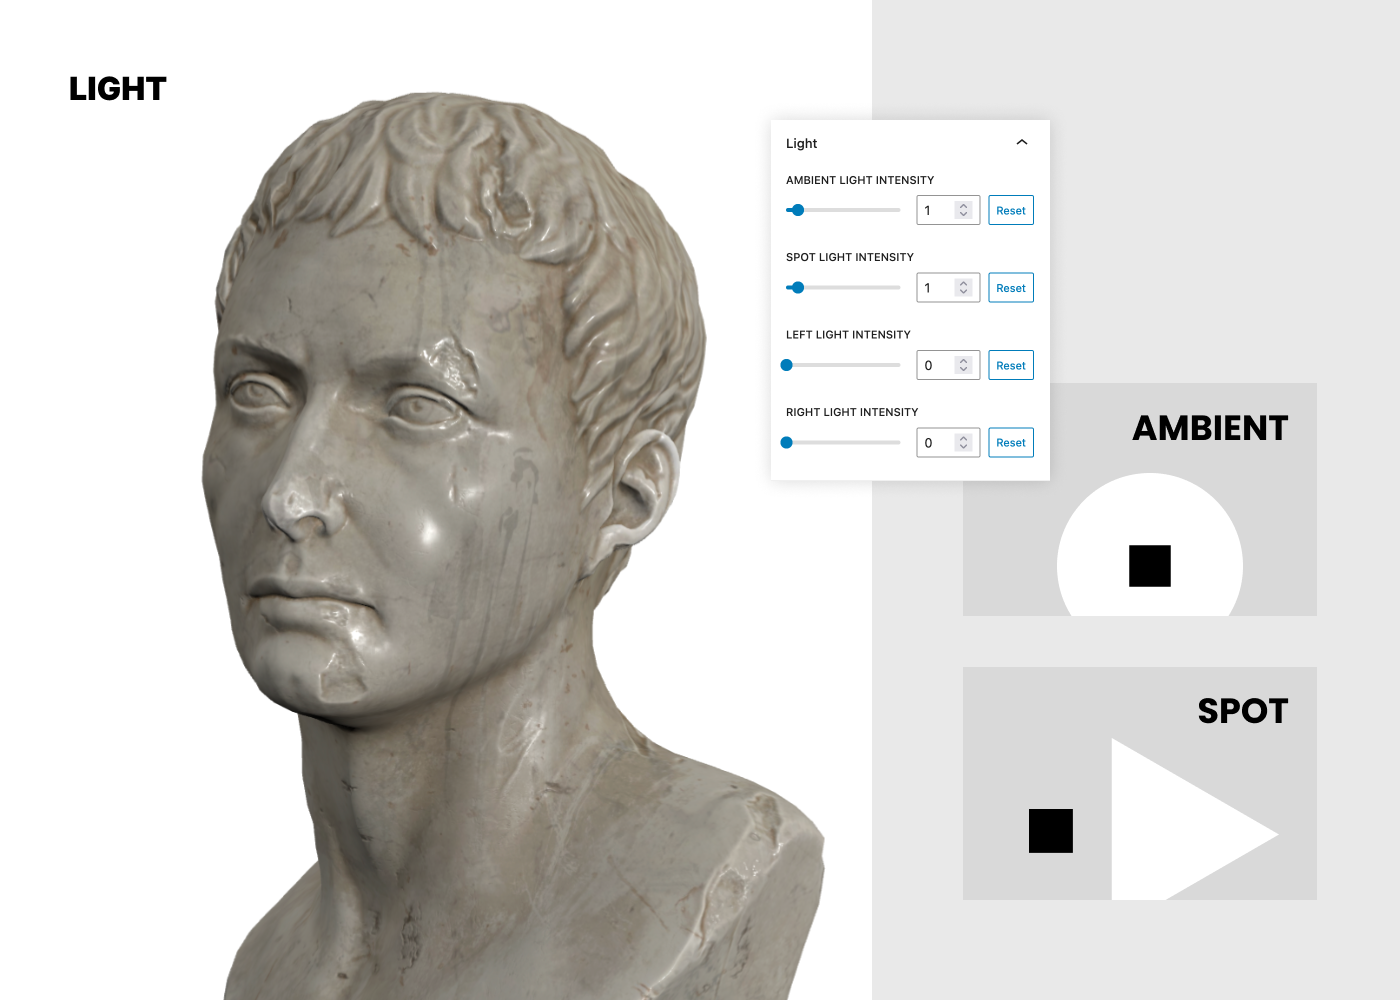 LIGHT
Light
AMBIENT LIGHT INTENSITY
1 Reset
SPOT LIGHT INTENSITY
1 Reset
LEFT LIGHT INTENSITY
0 Reset
RIGHT LIGHT INTENSITY
0 Reset
AMBIENT
SPOT